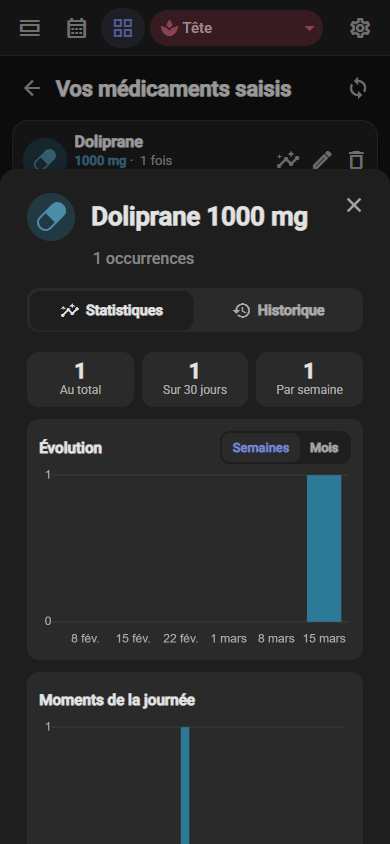 Tête
Vos médicaments saisis
Doliprane
1000 mg · 1 fois
Doliprane 1000 mg
1 occurrences
Statistiques
Historique
1
Au total
1
Sur 30 jours
1
Par semaine
Évolution
Semaines
Mois
1
0
8 fév. 15 fév. 22 fév. 1 mars 8 mars 15 mars
Moments de la journée
1